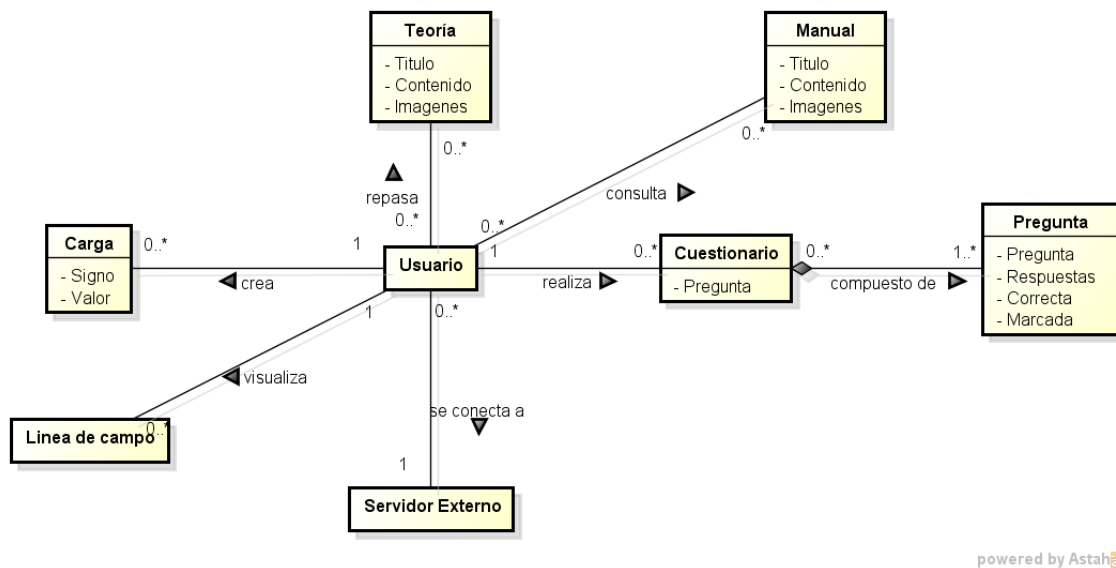 Teoría
- Titulo
- Contenido
- Imagenes
Manual
- Titulo
- Contenido
- Imagenes
0..*
0..*
repasa
consulta
0..*
0..*
Carga
- Signo
- Valor
0..*
1
crea
Usuario
1
0..*
realiza
Cuestionario
- Pregunta
0..*
1..*
compuesto de
Pregunta
- Pregunta
- Respuestas
- Correcta
- Marcada
1
0..*
visualiza
se conecta a
0..*
Linea de campo
1
Servidor Externo
powered by Astah